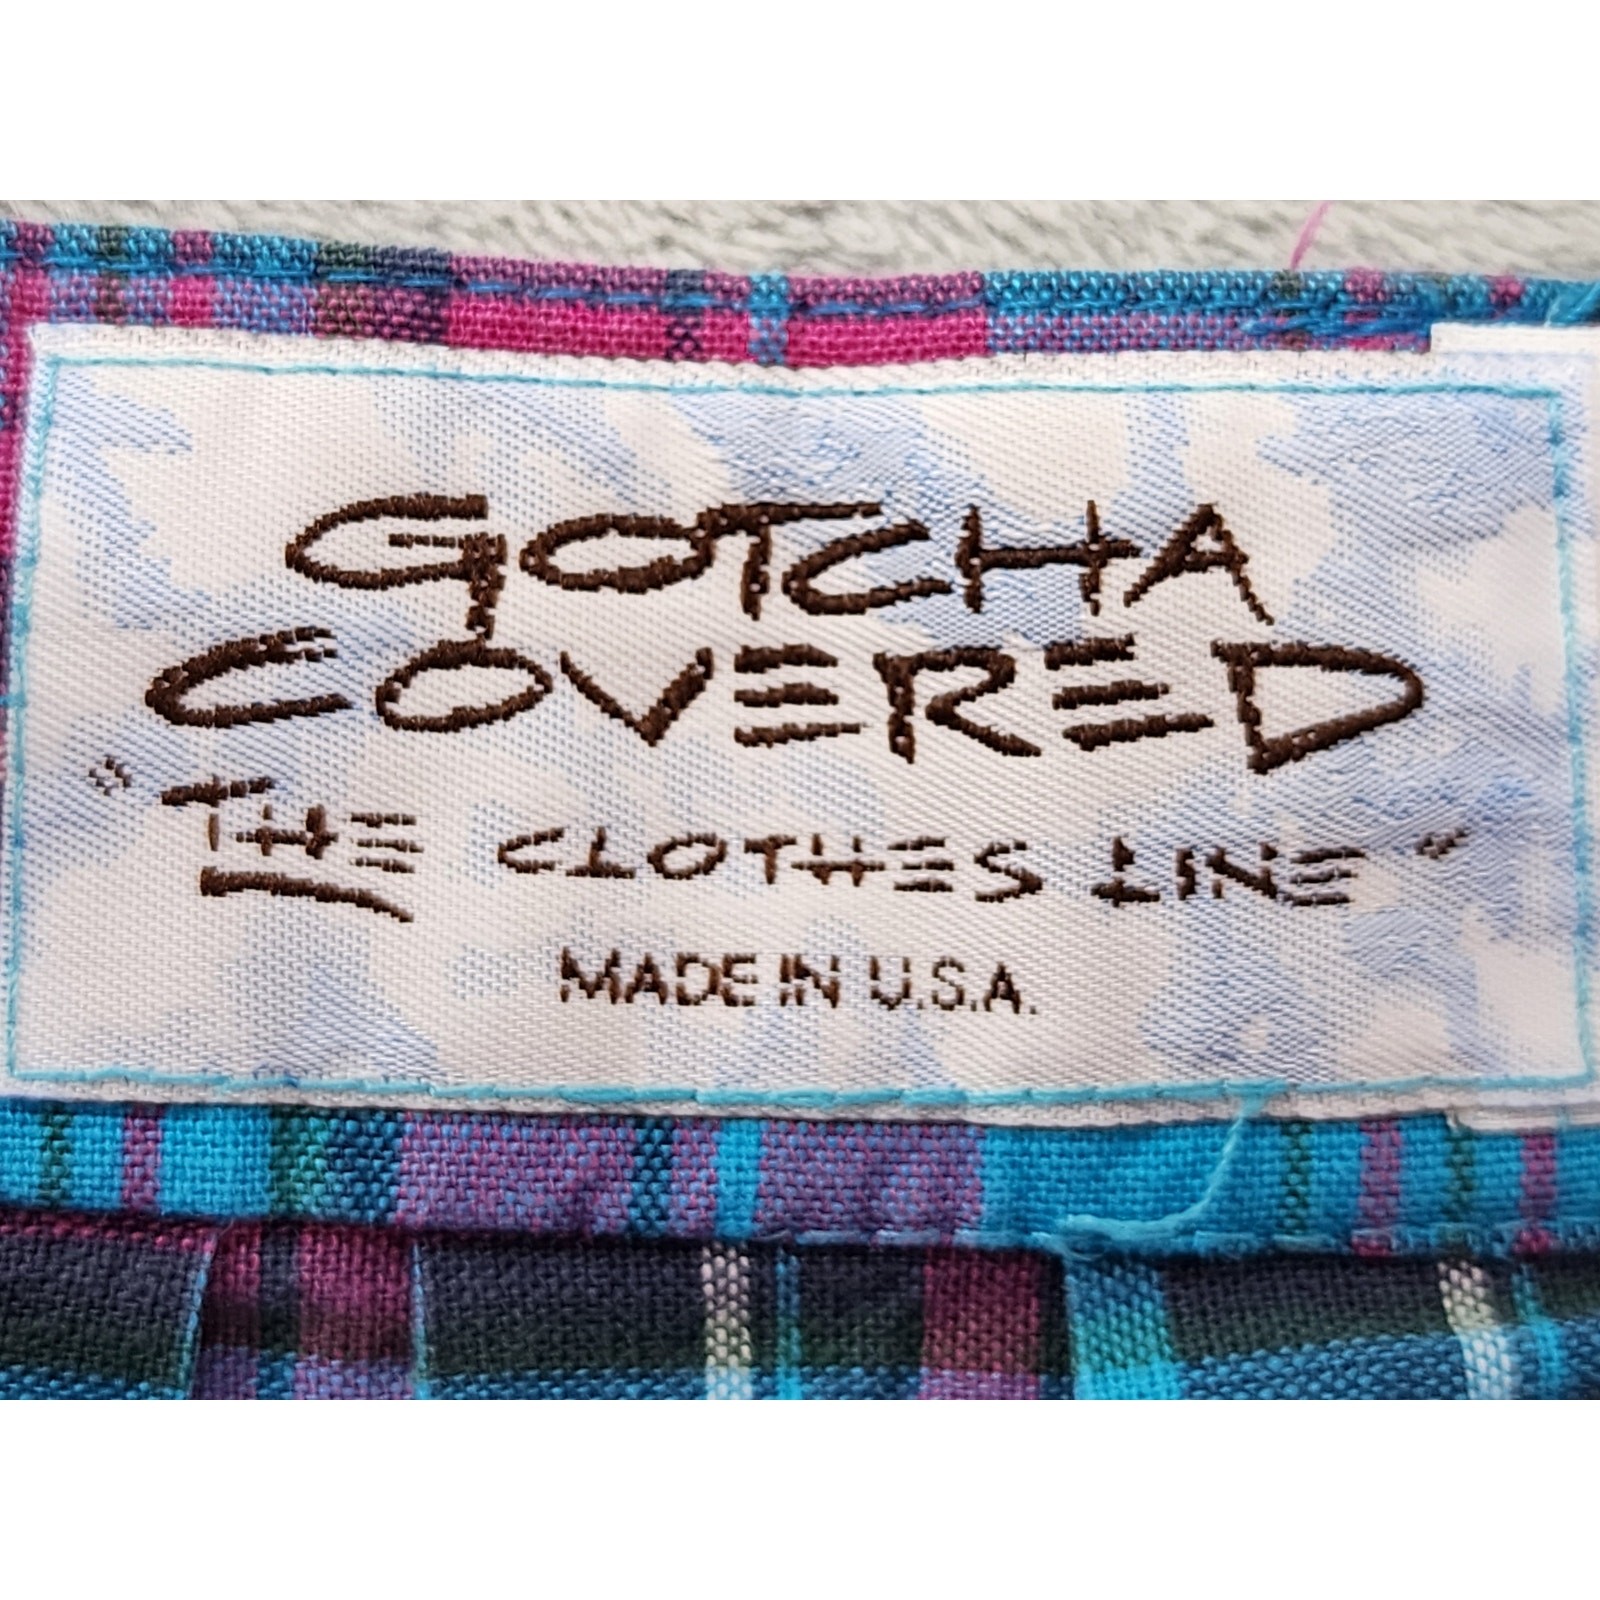 GOTCHA
COVERED
"THE CLOTHES LINE"
MADE IN U.S.A.